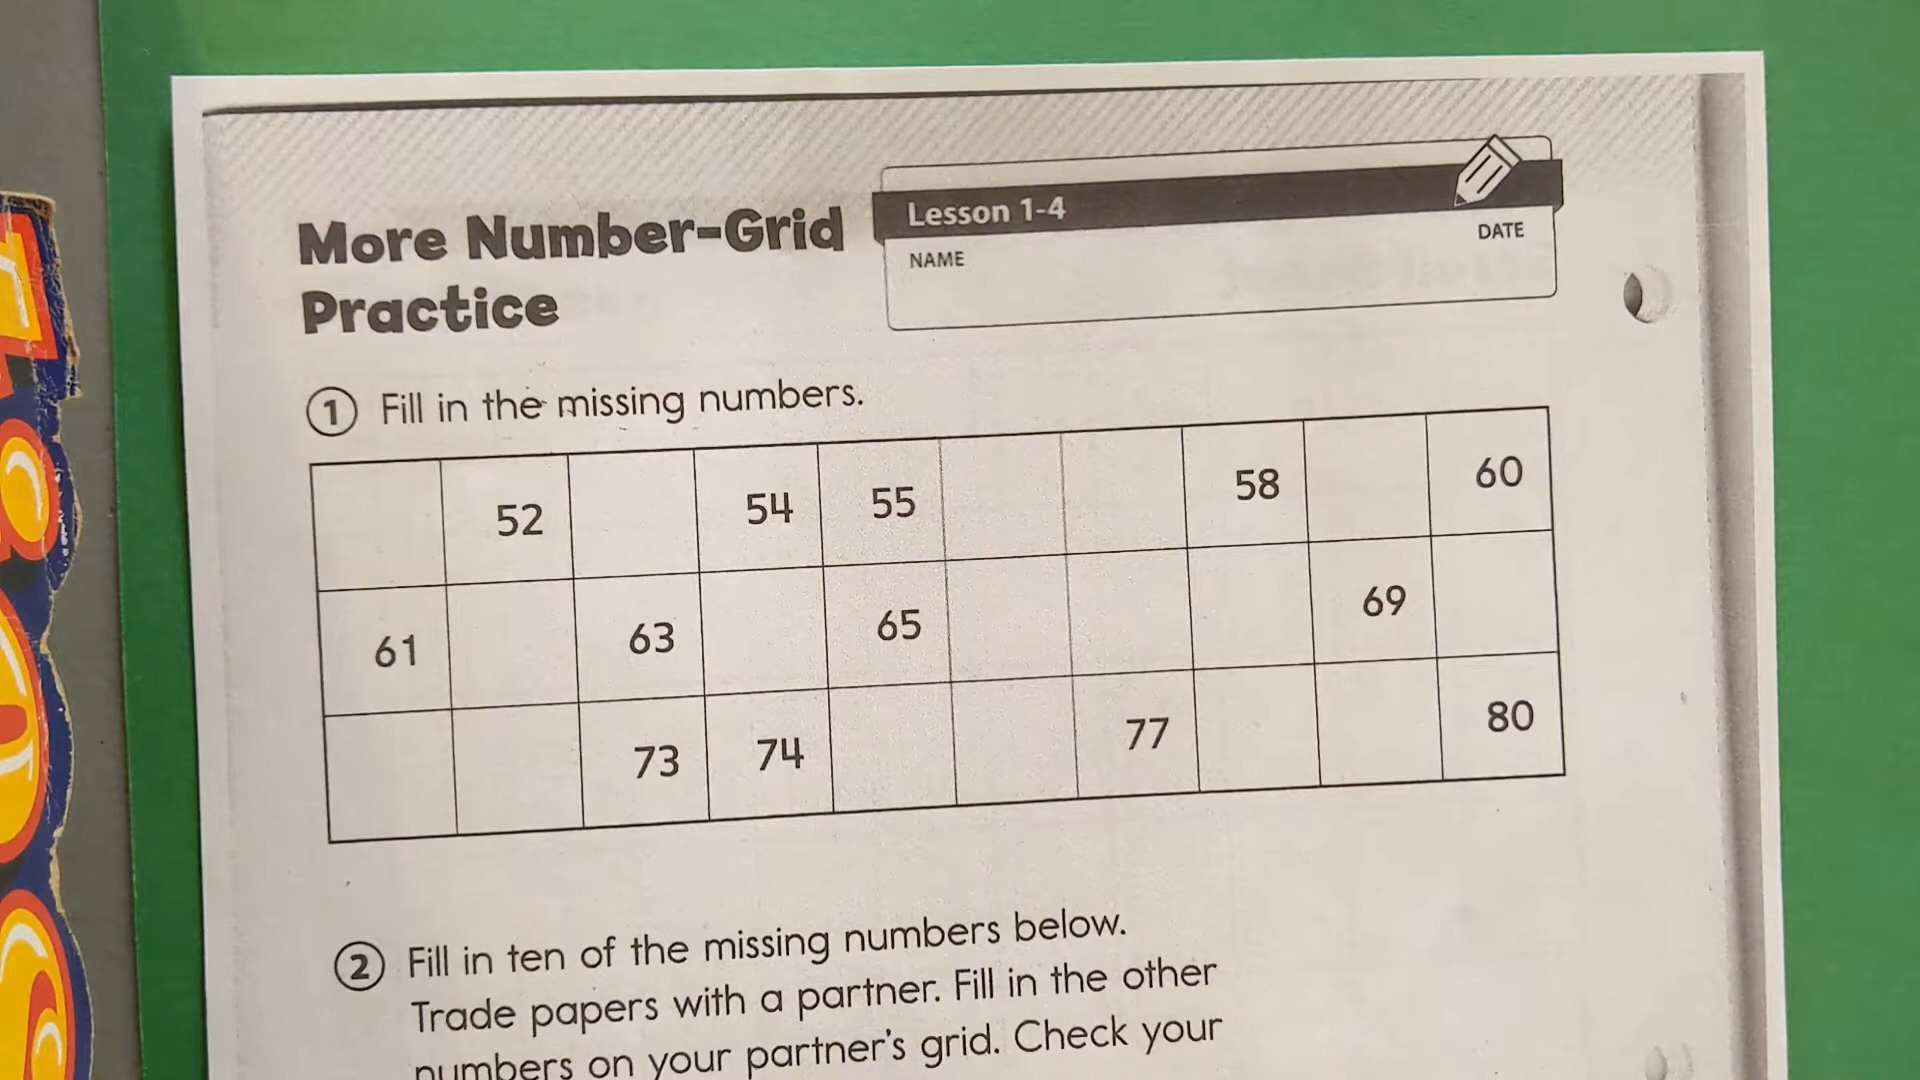 More Number-Grid
Practice
Lesson 1-4
NAME
DATE
1 Fill in the missing numbers.
52 54 55 58 60
61 63 65 69
73 74 77 80
2 Fill in ten of the missing numbers below.
Trade papers with a partner. Fill in the other
numbers on your partner's grid. Check your